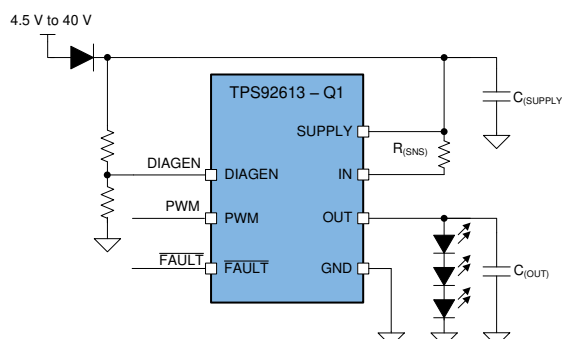 4.5 V to 40 V
TPS92613 – Q1
SUPPLY
C(SUPPLY
R(SNS)
DIAGEN
DIAGEN
IN
PWM
PWM
OUT
FAULT
FAULT
GND
C(OUT)